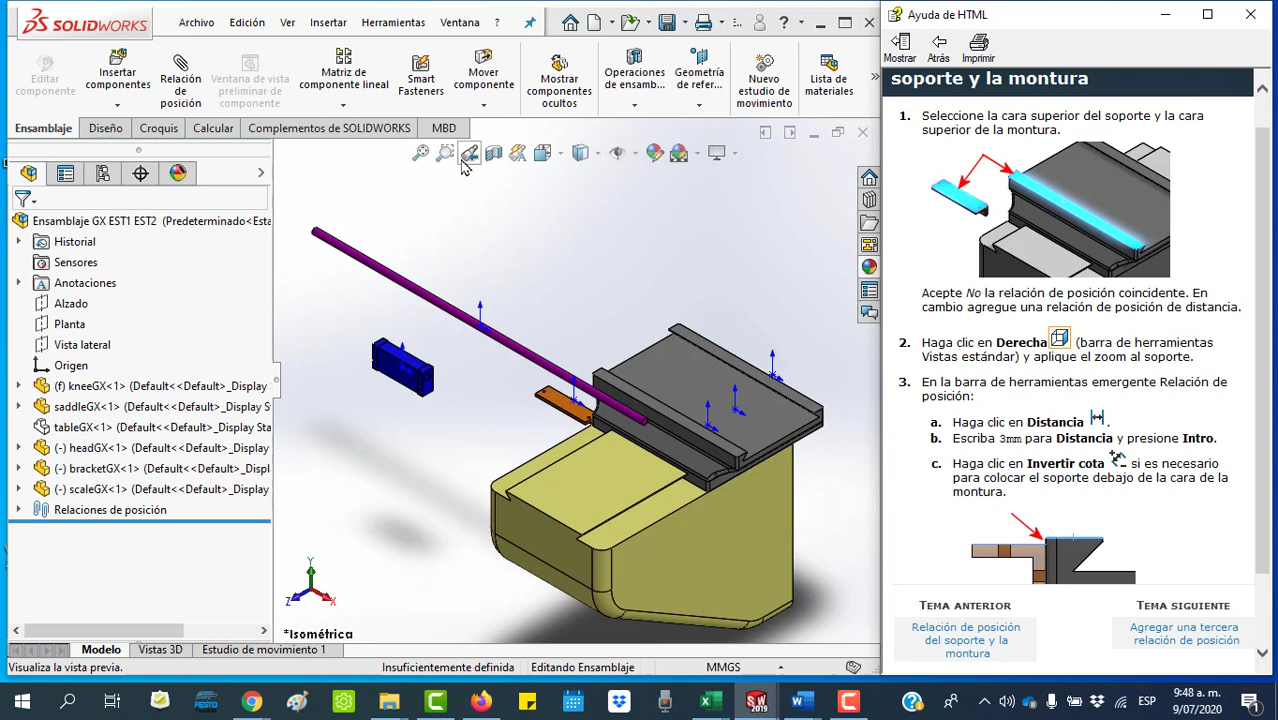 SOLIDWORKS
Archivo Edición Ver Insertar Herramientas Ventana ?
Editar componente
Insertar componentes
Relación de posición
Ventana de vista preliminar de componente
Matriz de componente lineal
Smart Fasteners
Mover componente
Mostrar componentes ocultos
Operaciones de ensamb...
Geometría de refer...
Nuevo estudio de movimiento
Lista de materiales
Ensamblaje Diseño Croquis Calcular Complementos de SOLIDWORKS MBD
Ensamblaje GX EST1 EST2 (Predeterminado<Esta
Historial
Sensores
Anotaciones
Alzado
Planta
Vista lateral
Origen
(f) kneeGX<1> (Default<<Default>_Display
saddleGX<1> (Default<<Default>_Display St
tableGX<1> (Default<<Default>_Display Sta
(-) headGX<1> (Default<<Default>_Display
(-) bracketGX<1> (Default<<Default>_Displ
(-) scaleGX<1> (Default<<Default>_Display
Relaciones de posición
Y
Z
X
*Isométrica
Modelo Vistas 3D Estudio de movimiento 1
Visualiza la vista previa.
Insuficientemente definida
Editando Ensamblaje
MMGS
Ayuda de HTML
Mostrar Atrás Imprimir
soporte y la montura
1. Seleccione la cara superior del soporte y la cara
superior de la montura.
Acepte No la relación de posición coincidente. En
cambio agregue una relación de posición de distancia.
2. Haga clic en Derecha (barra de herramientas
Vistas estándar) y aplique el zoom al soporte.
3. En la barra de herramientas emergente Relación de
posición:
a. Haga clic en Distancia .
b. Escriba 3mm para Distancia y presione Intro.
c. Haga clic en Invertir cota si es necesario
para colocar el soporte debajo de la cara de la
montura.
TEMA ANTERIOR
Relación de posición
del soporte y la
montura
TEMA SIGUIENTE
Agregar una tercera
relación de posición
FESTO
SW
2019
ESP
9:48 a. m.
9/07/2020
1